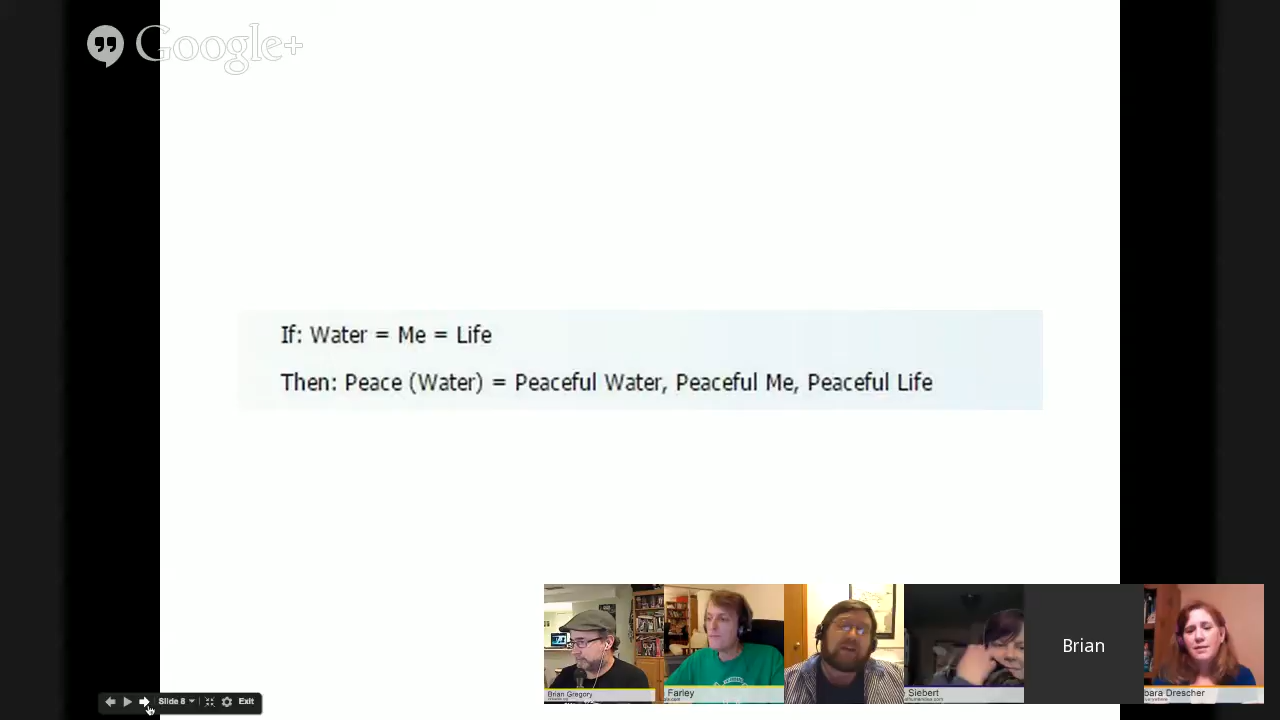 Google+
If: Water = Me = Life
Then: Peace (Water) = Peaceful Water, Peaceful Me, Peaceful Life
Brian Gregory
Farley
Siebert
Brian
bara Drescher
Slide 8
Exit